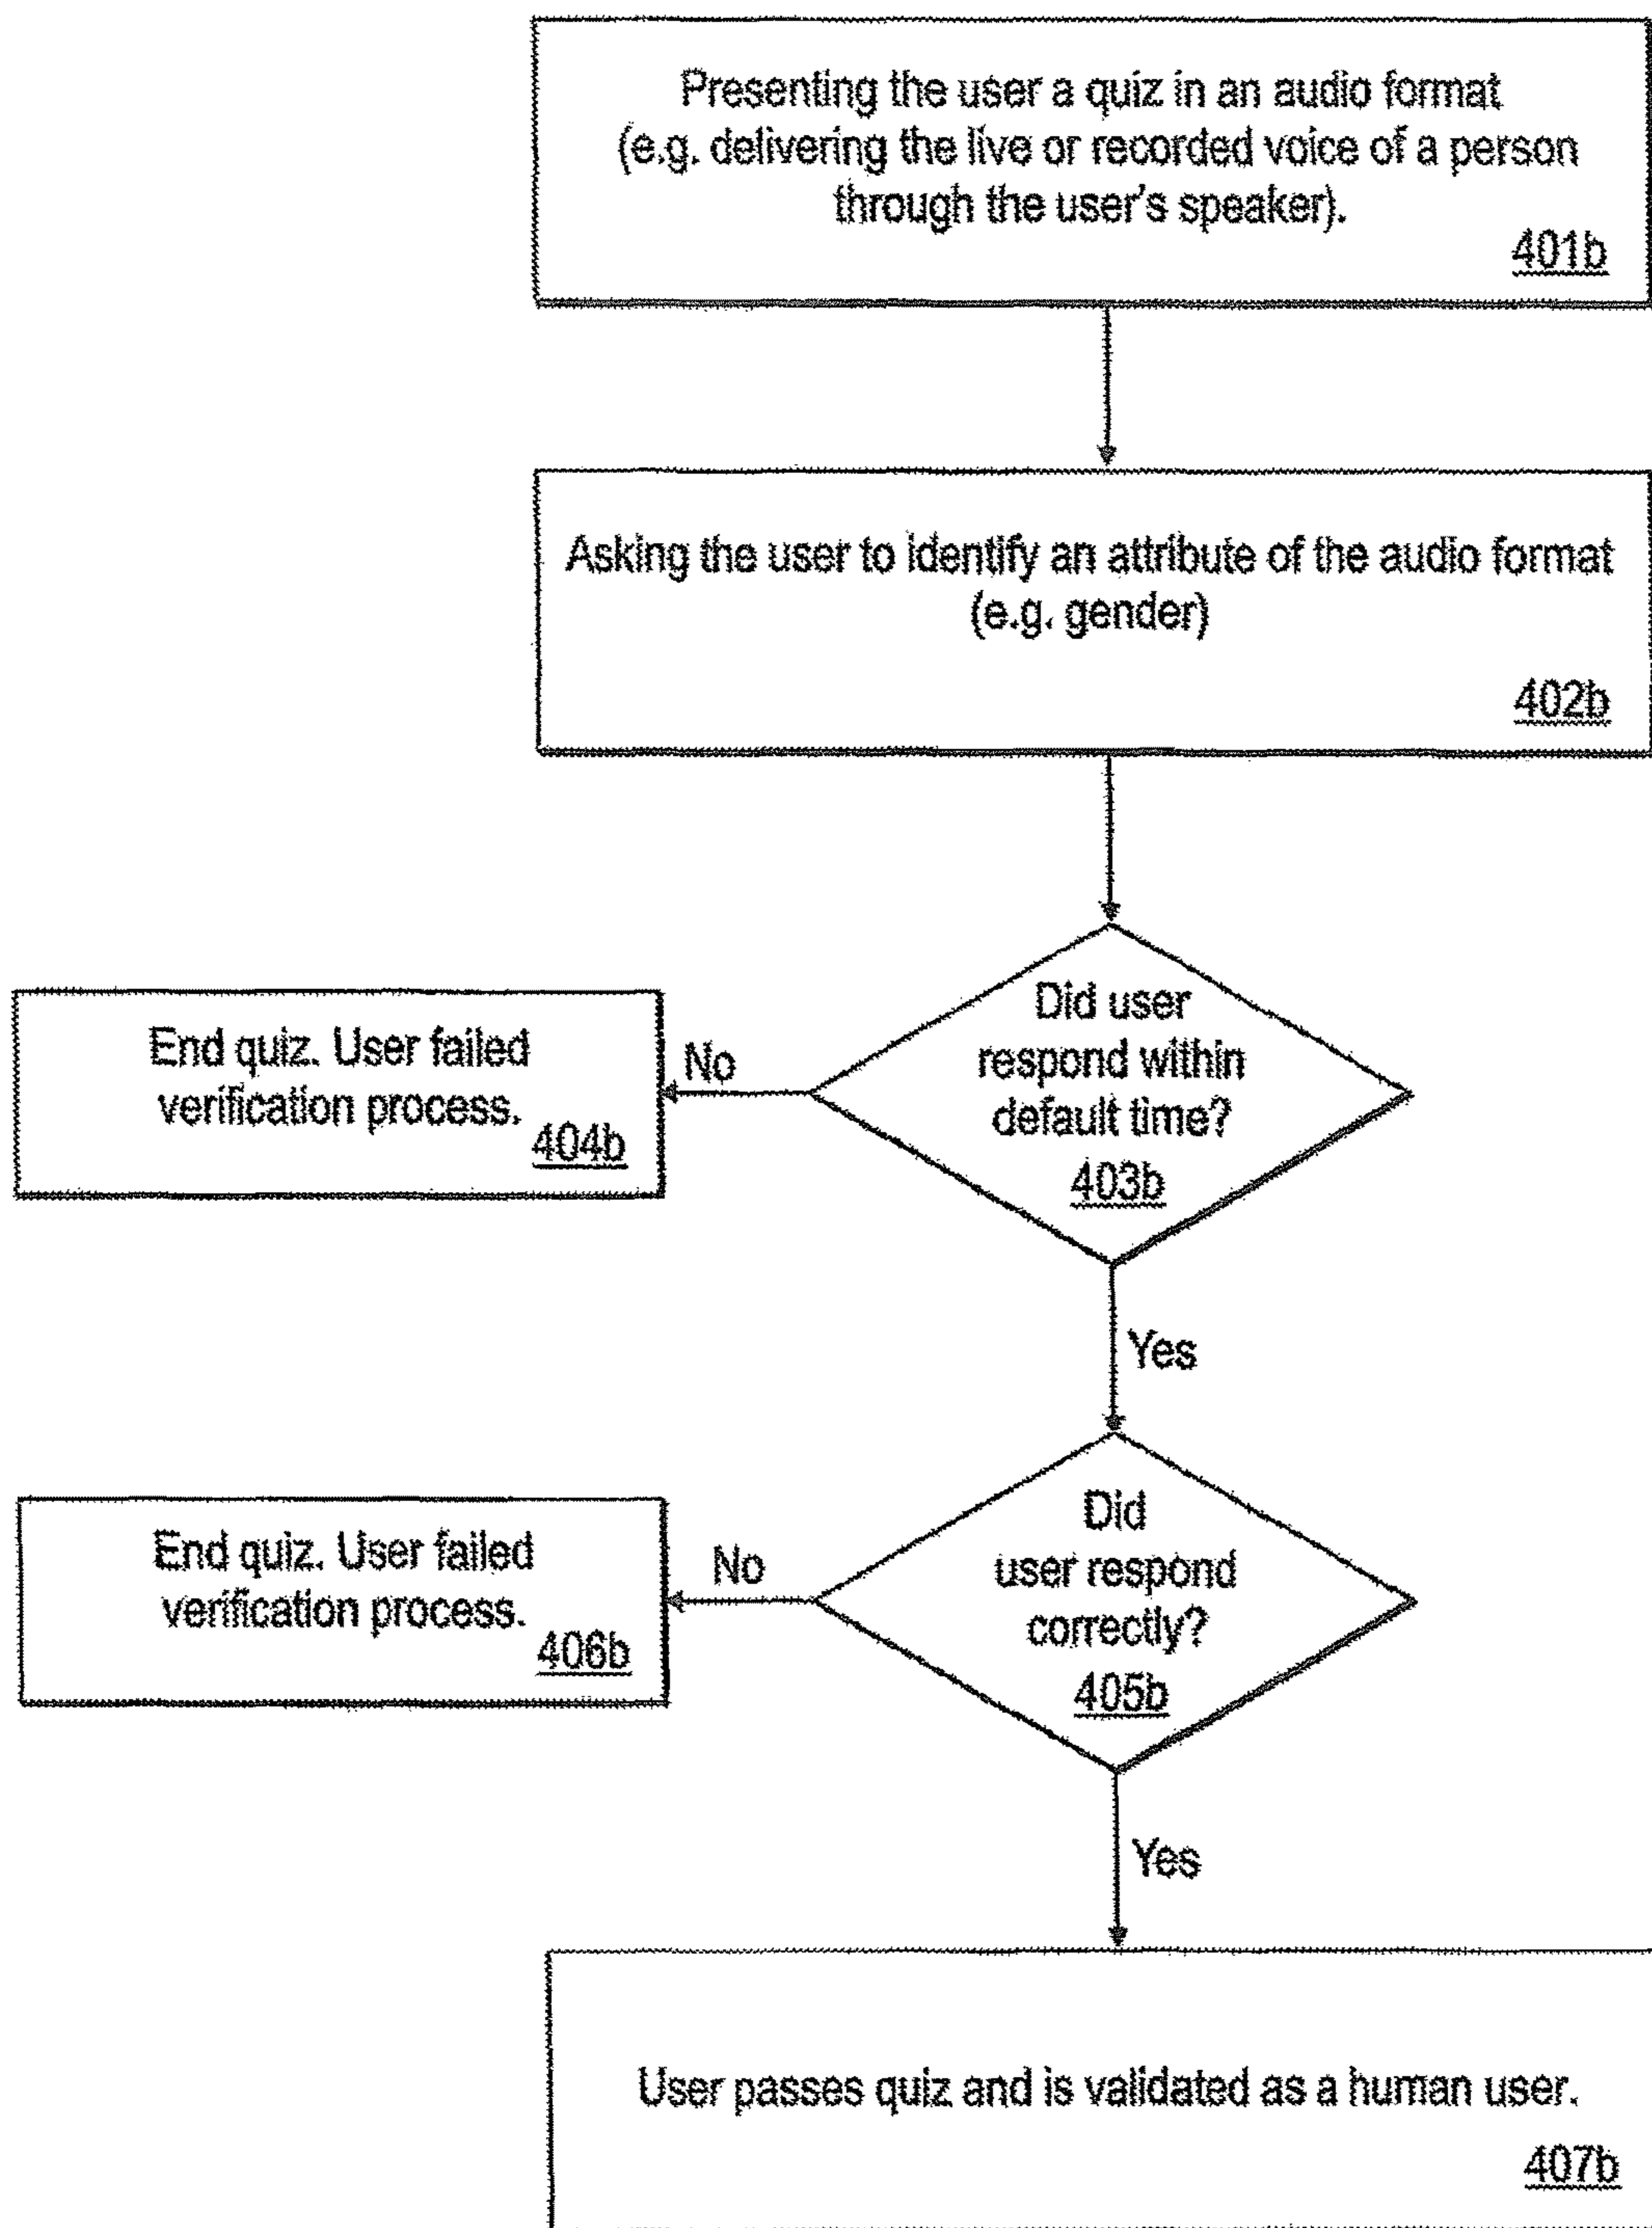 Presenting the user a quiz in an audio format
(e.g. delivering the live or recorded voice of a person
through the user's speaker).
401b
Asking the user to identify an attribute of the audio format
(e.g. gender)
402b
Did user
respond within
default time?
403b
No
End quiz. User failed
verification process.
404b
Yes
Did
user respond
correctly?
405b
No
End quiz. User failed
verification process.
406b
Yes
User passes quiz and is validated as a human user.
407b